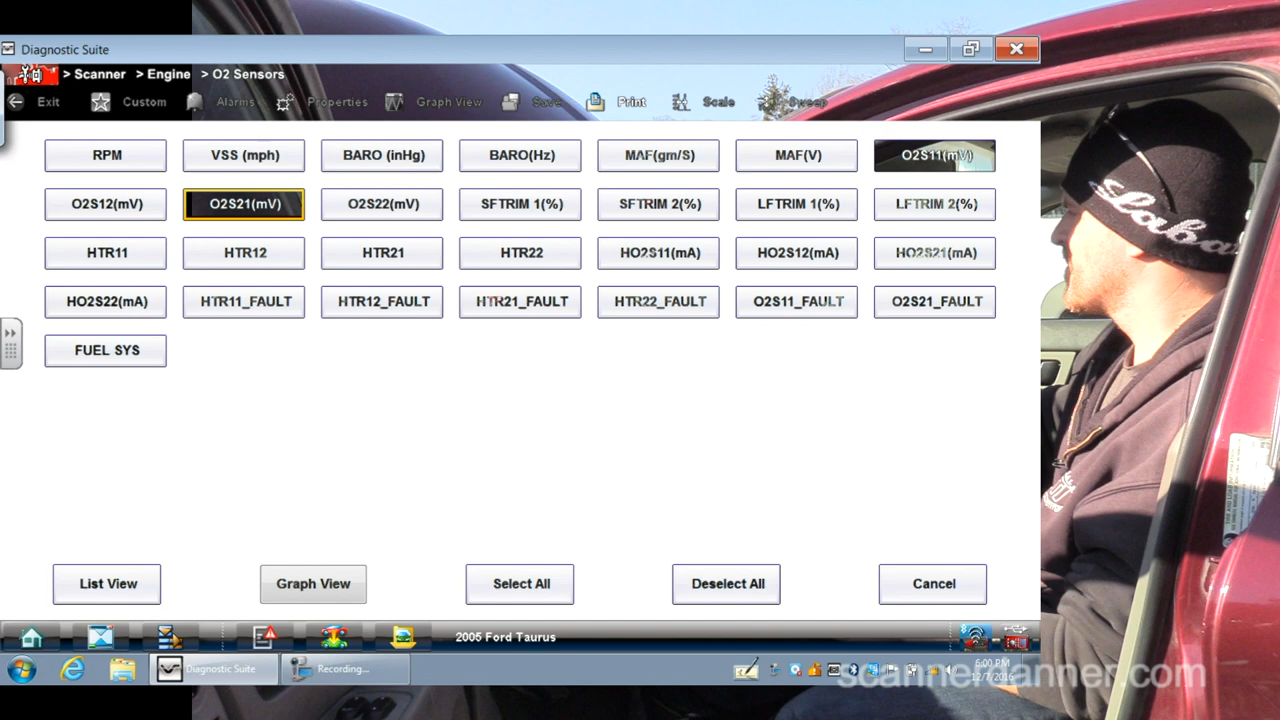 Diagnostic Suite
> Scanner > Engine > O2 Sensors
Exit Custom Alarms Properties Graph View Save Print Scale Sweep
RPM VSS (mph) BARO (inHg) BARO(Hz) MAF(gm/S) MAF(V) O2S11(mV)
O2S12(mV) O2S21(mV) O2S22(mV) SFTRIM 1(%) SFTRIM 2(%) LFTRIM 1(%) LFTRIM 2(%)
HTR11 HTR12 HTR21 HTR22 HO2S11(mA) HO2S12(mA) HO2S21(mA)
HO2S22(mA) HTR11_FAULT HTR12_FAULT HTR21_FAULT HTR22_FAULT O2S11_FAULT O2S21_FAULT
FUEL SYS
List View Graph View Select All Deselect All Cancel
2005 Ford Taurus
Diagnostic Suite Recording... 6:00 PM
12/7/2016